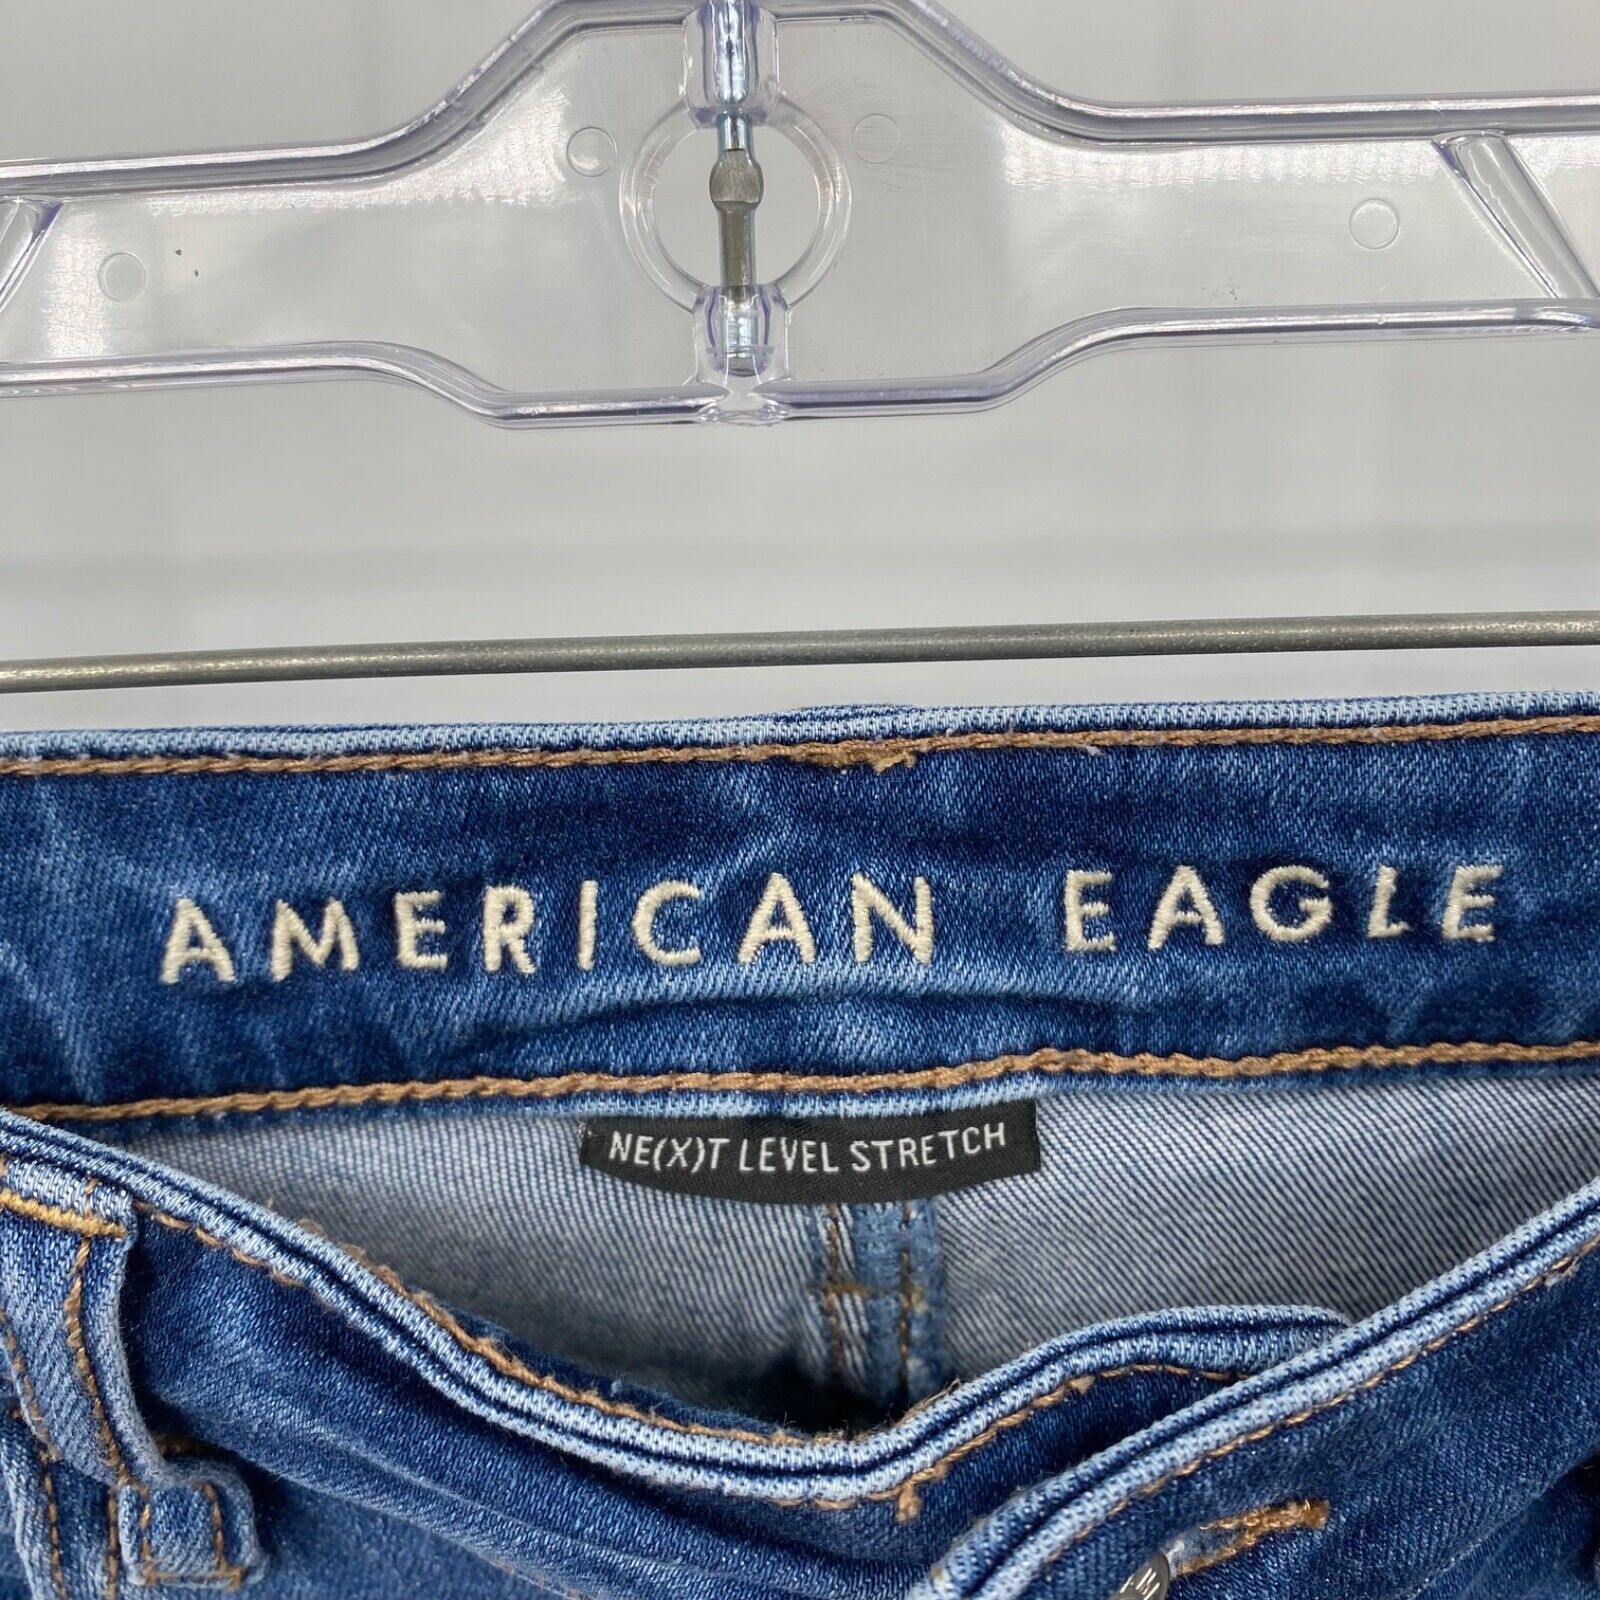 AMERICAN EAGLE
NE(X)T LEVEL STRETCH